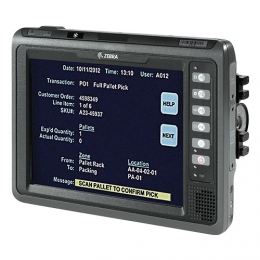 ZEBRA
Date: 10/11/2012 Time: 13:10 User: A012
Transaction: PO1 Full Pallet Pick
Customer Order: 4558349
Line Item: 1 of 6
SKU#: A23-45937
HELP
Pallets
Exp'd Quantity: 1
Actual Quantity: 0
NEXT
Zone Location
From: Pallet Rack AA-04-02-01
To: Packing PA-01
Message: SCAN PALLET TO CONFIRM PICK